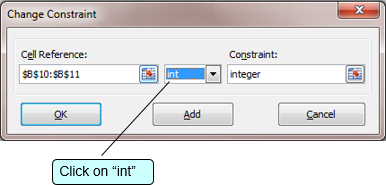 Change Constraint
Cell Reference: Constraint:
$B$10:$B$11 int integer
OK Add Cancel
Click on “int”